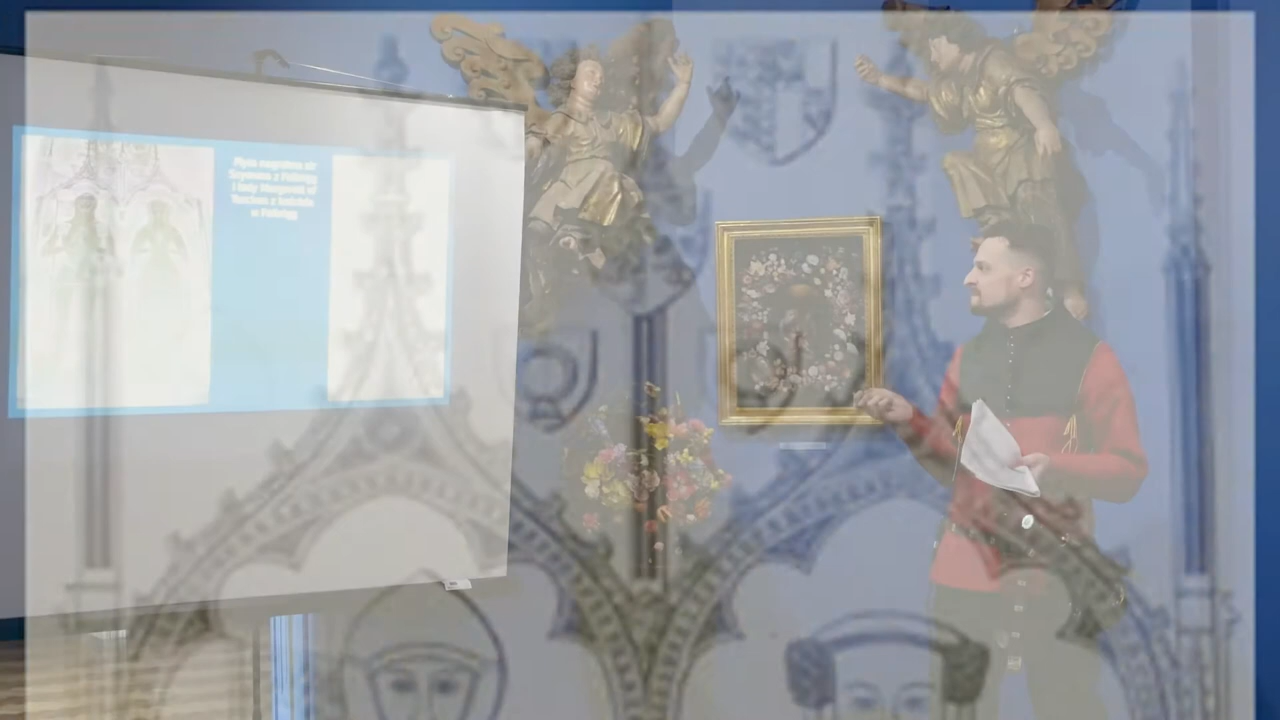 Płyta nagrobna sir
Szymona z Felbrigg
i lady Margaret of
Teschen z kościoła
w Felbrigg